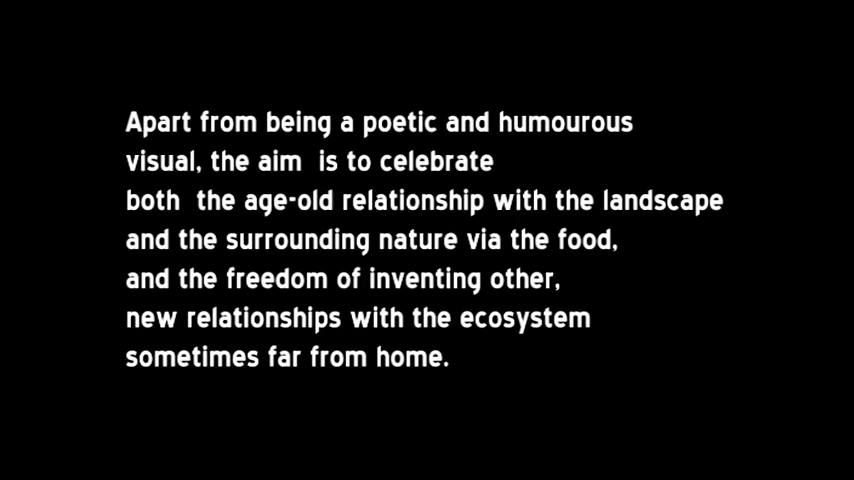 Apart from being a poetic and humourous
visual, the aim  is to celebrate
both  the age-old relationship with the landscape
and the surrounding nature via the food,
and the freedom of inventing other,
new relationships with the ecosystem
sometimes far from home.